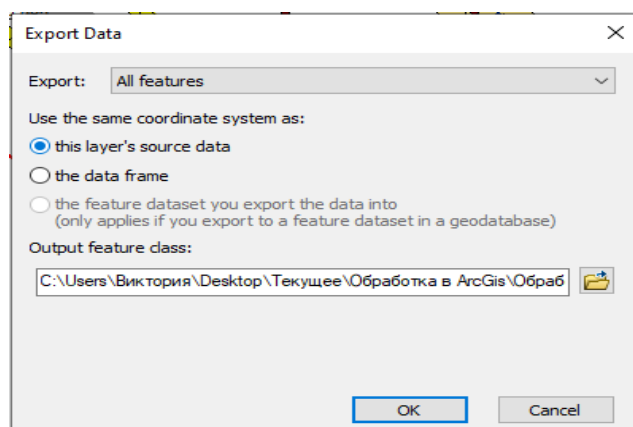 Export Data
Export: All features
Use the same coordinate system as:
this layer's source data
the data frame
the feature dataset you export the data into
(only applies if you export to a feature dataset in a geodatabase)
Output feature class:
C:\Users\Виктория\Desktop\Текущее\Обработка в ArcGis\Обраб
OK Cancel